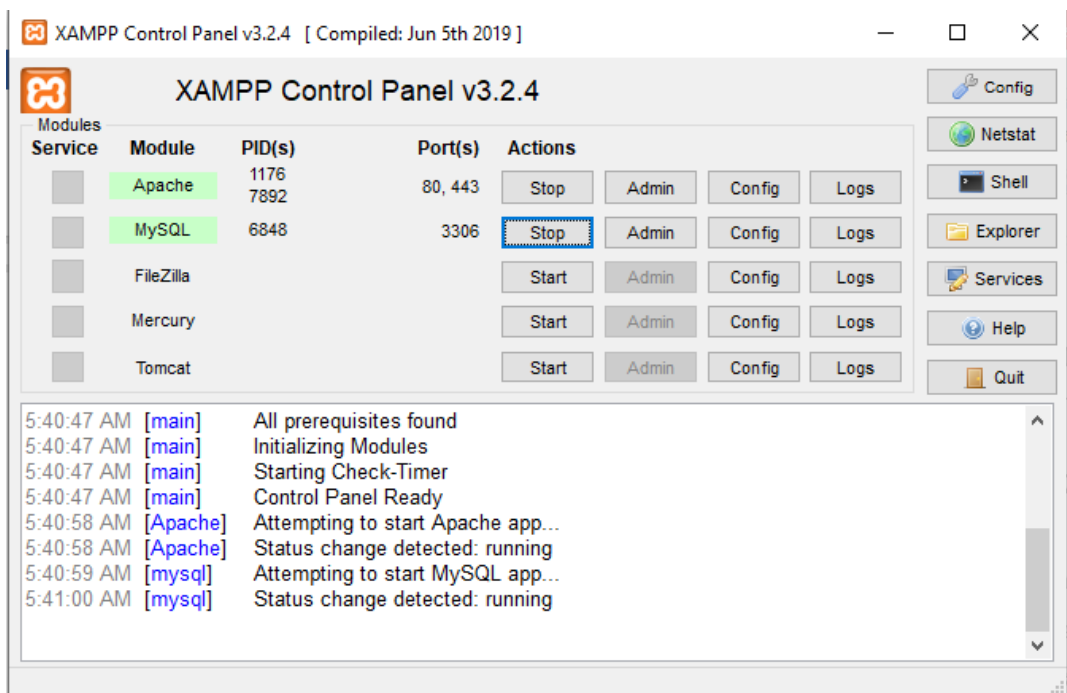 XAMPP Control Panel v3.2.4 [ Compiled: Jun 5th 2019 ]
XAMPP Control Panel v3.2.4
Config
Modules
Service Module PID(s) Port(s) Actions
Netstat
Apache 1176 7892 80, 443 Stop Admin Config Logs
Shell
MySQL 6848 3306 Stop Admin Config Logs
Explorer
FileZilla Start Admin Config Logs
Services
Mercury Start Admin Config Logs
Help
Tomcat Start Admin Config Logs
Quit
5:40:47 AM [main] All prerequisites found
5:40:47 AM [main] Initializing Modules
5:40:47 AM [main] Starting Check-Timer
5:40:47 AM [main] Control Panel Ready
5:40:58 AM [Apache] Attempting to start Apache app...
5:40:58 AM [Apache] Status change detected: running
5:40:59 AM [mysql] Attempting to start MySQL app...
5:41:00 AM [mysql] Status change detected: running